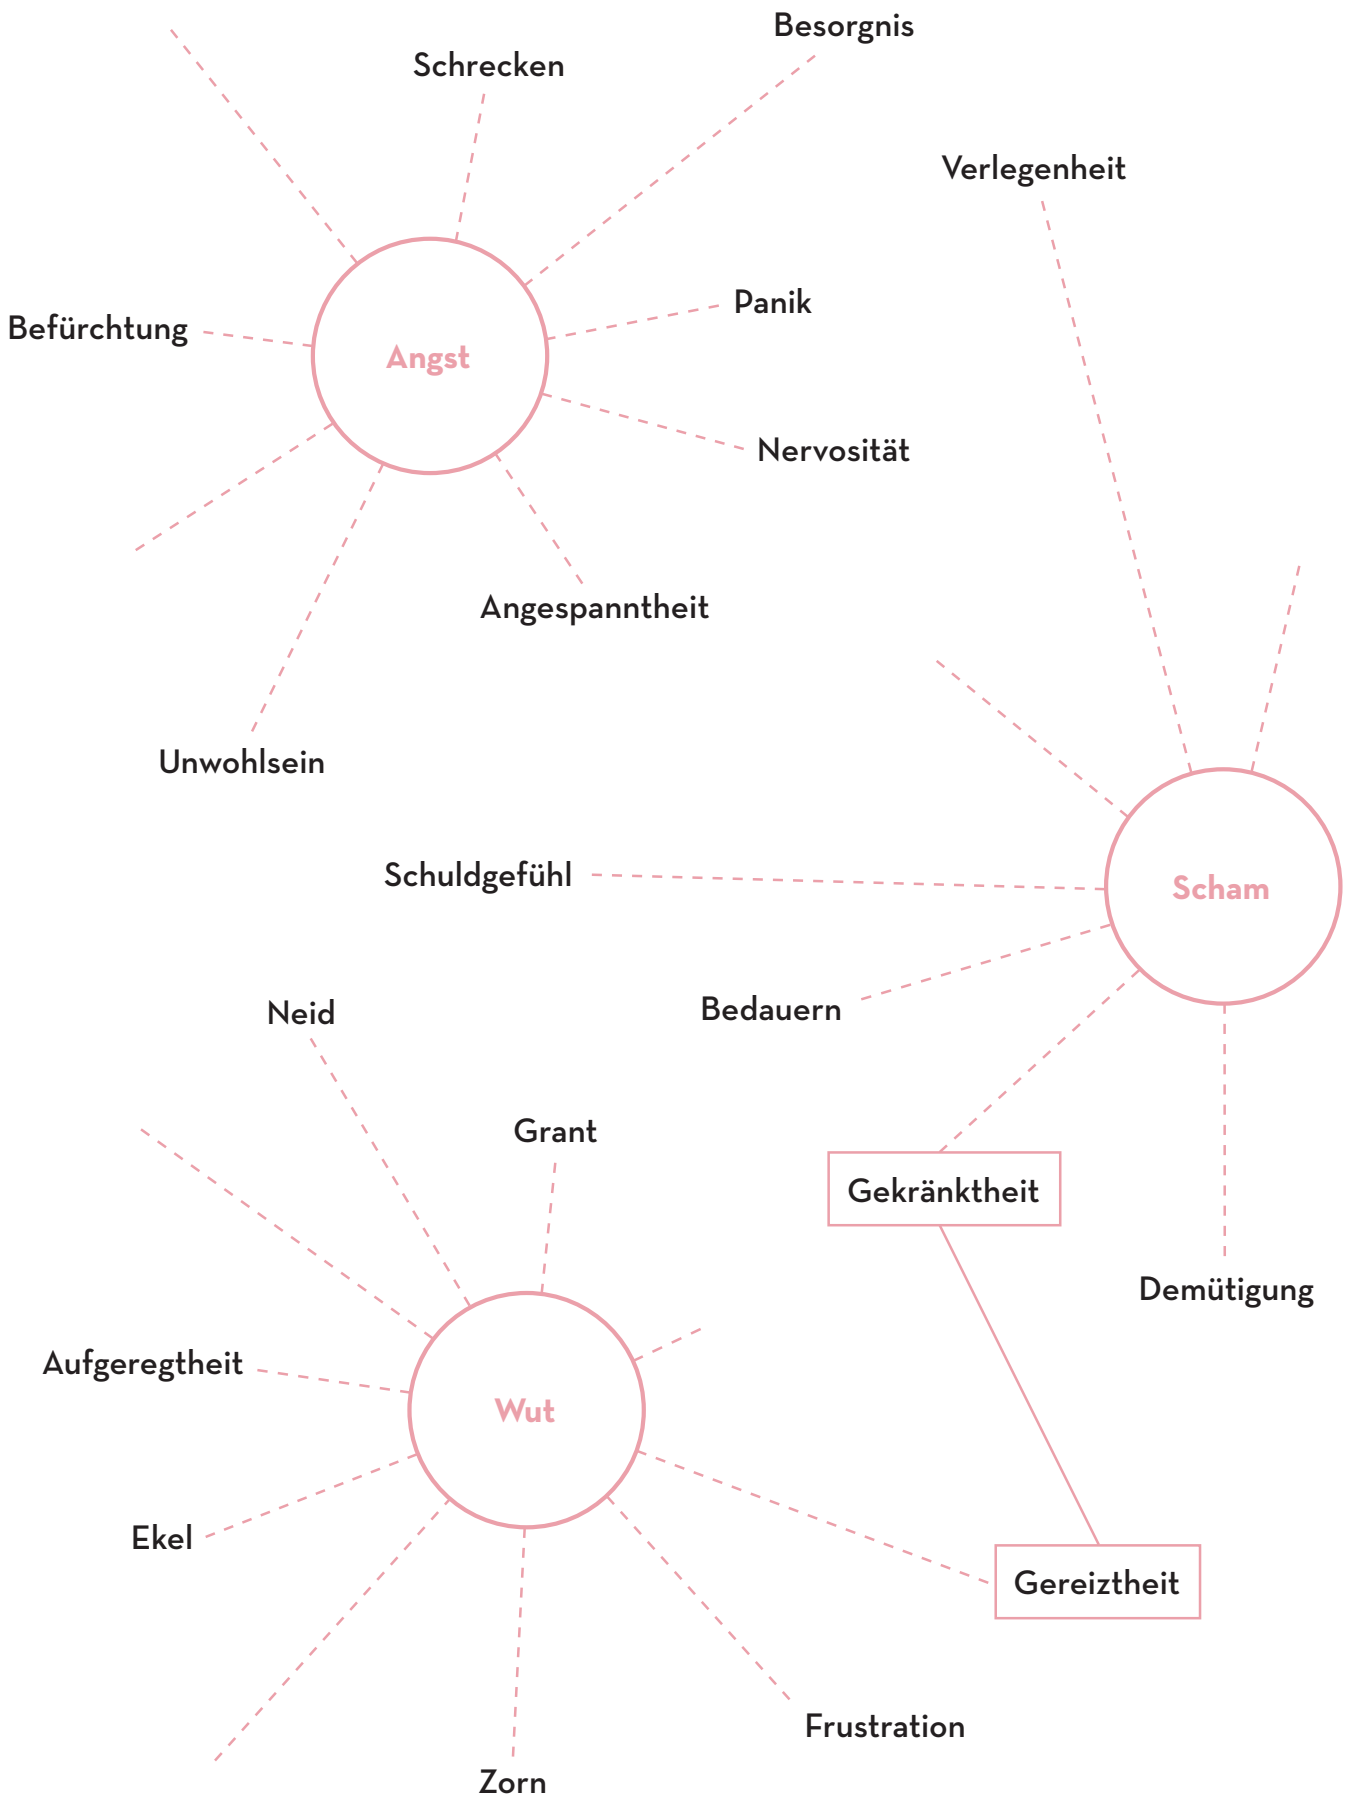 Besorgnis
Schrecken
Verlegenheit
Panik
Befürchtung
Angst
Nervosität
Angespanntheit
Unwohlsein
Schuldgefühl
Scham
Bedauern
Neid
Grant
Gekränktheit
Demütigung
Aufgeregtheit
Wut
Ekel
Gereiztheit
Frustration
Zorn